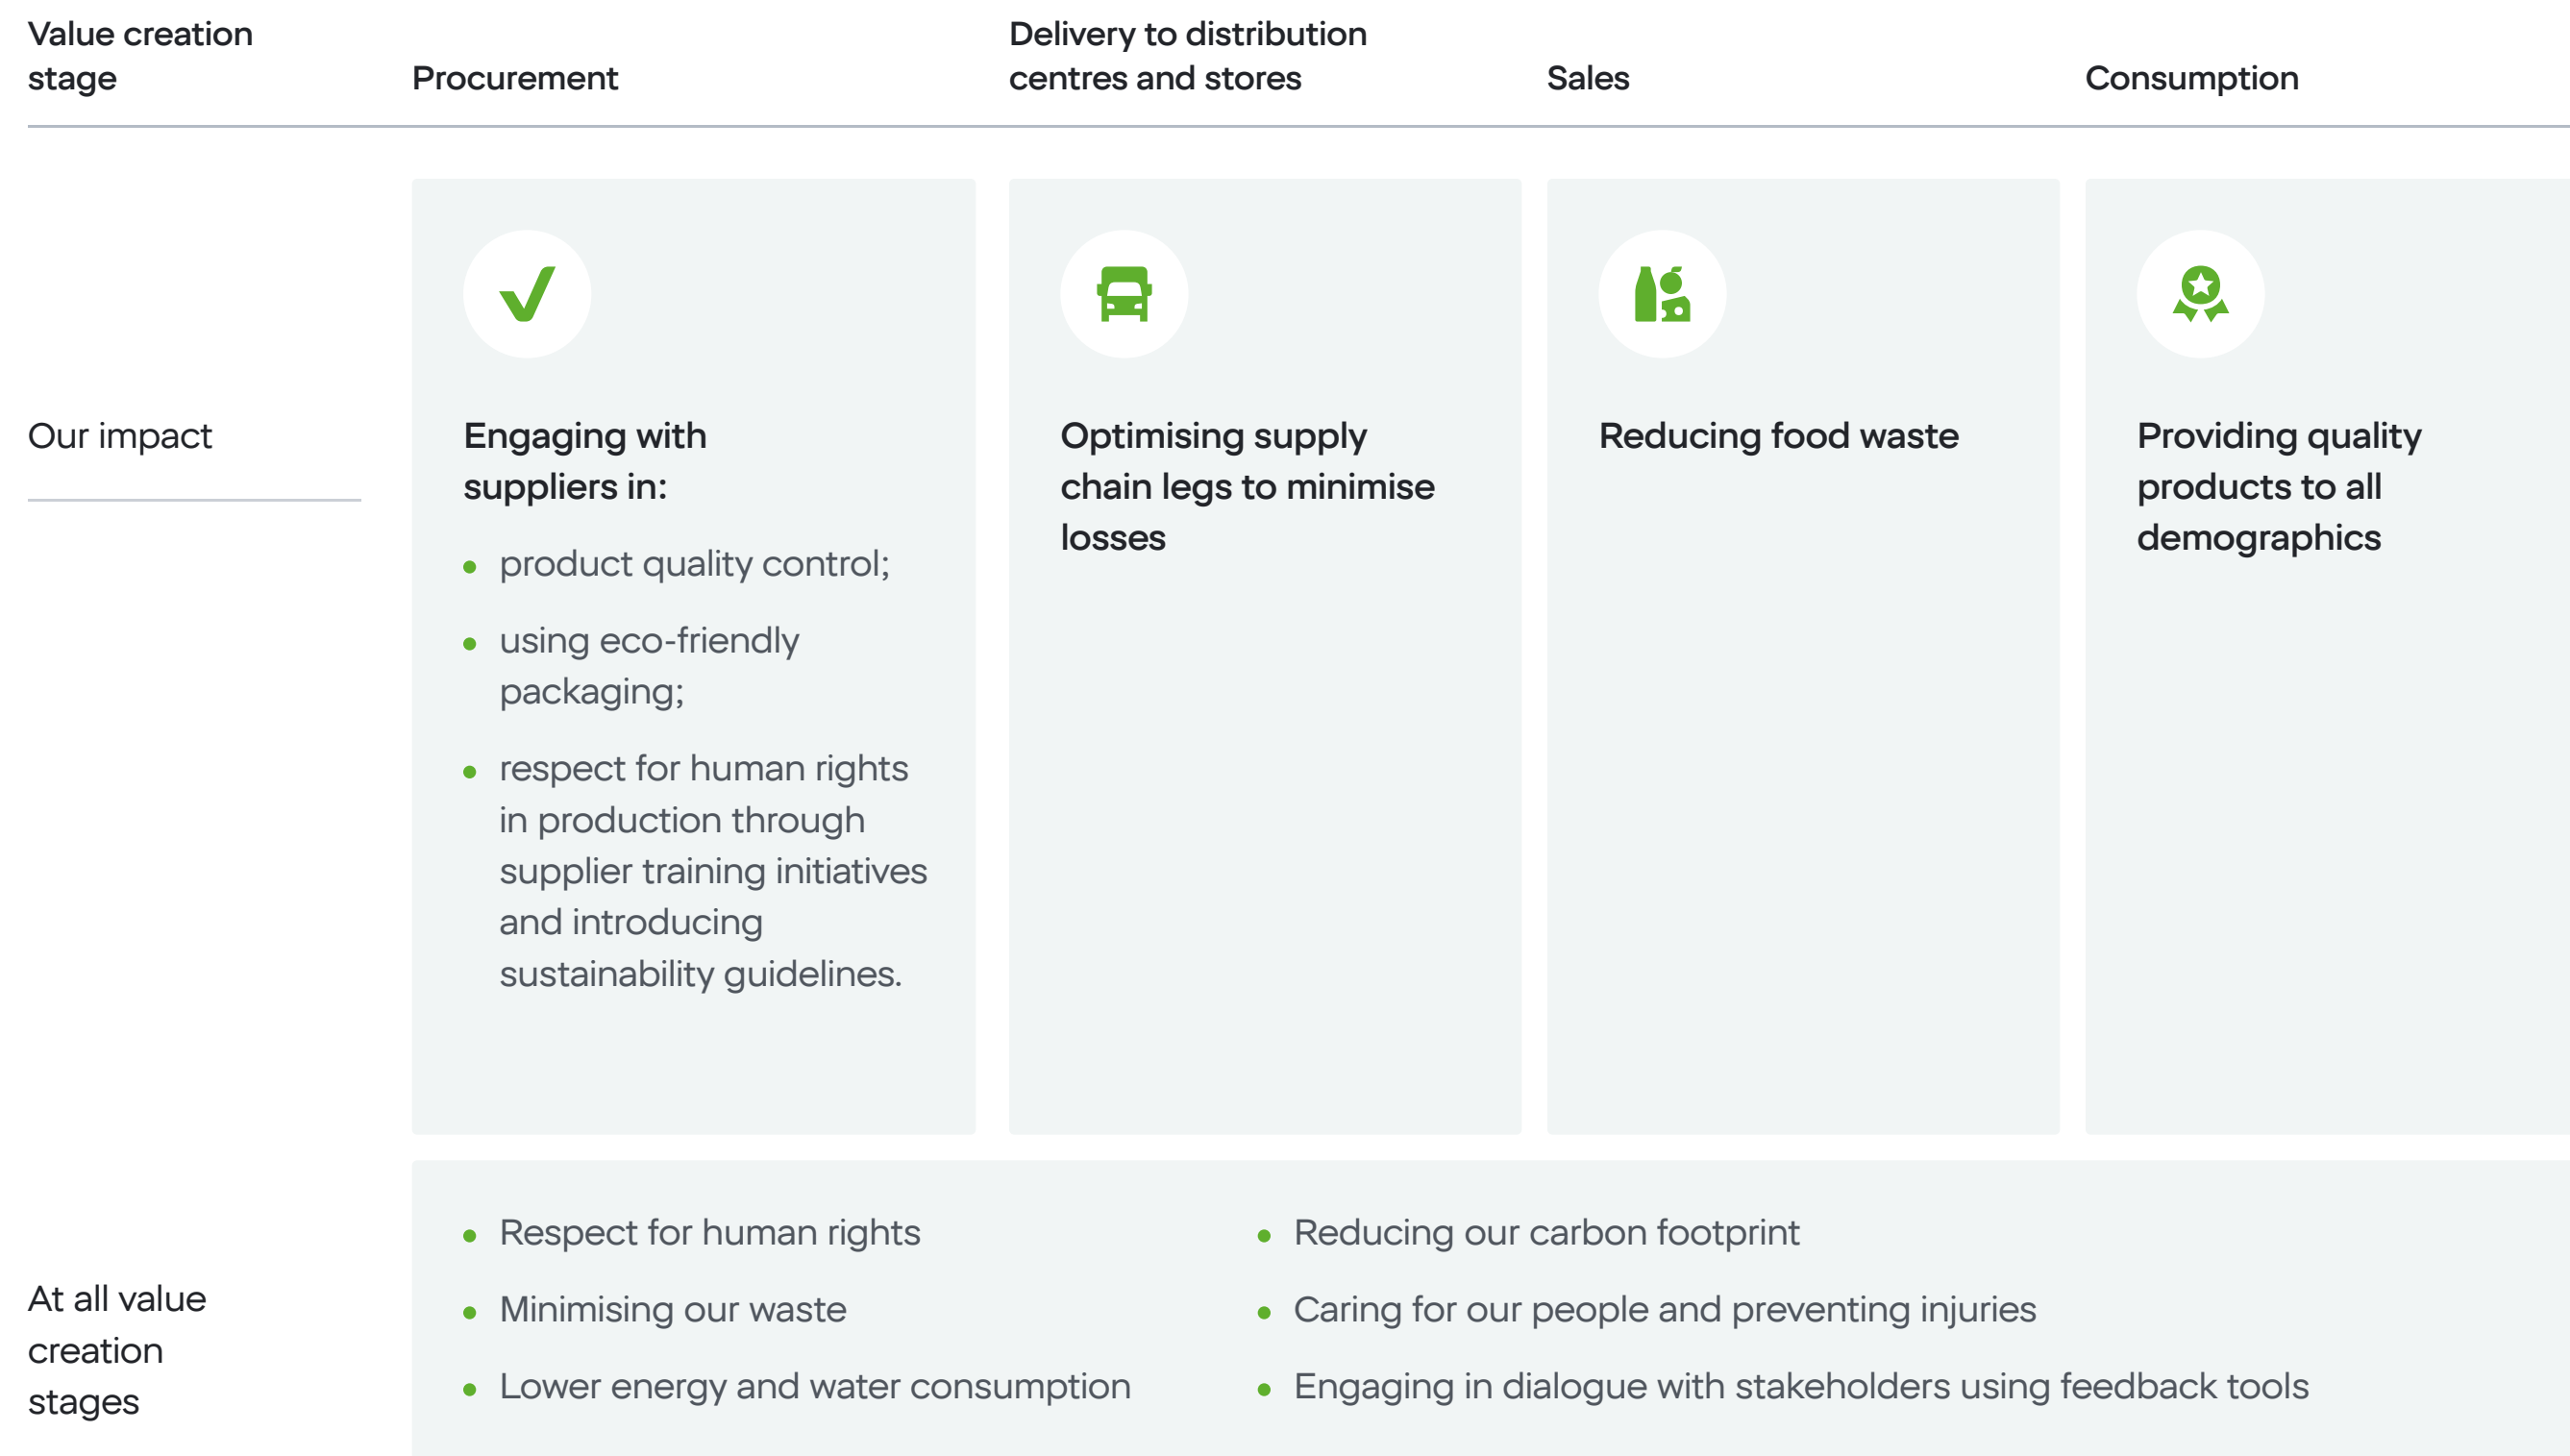 Value creation
stage
Procurement
Delivery to distribution
centres and stores
Sales
Consumption
Our impact
Engaging with
suppliers in:
product quality control;
using eco-friendly
packaging;
respect for human rights
in production through
supplier training initiatives
and introducing
sustainability guidelines.
Optimising supply
chain legs to minimise
losses
Reducing food waste
Providing quality
products to all
demographics
At all value
creation
stages
Respect for human rights
Minimising our waste
Lower energy and water consumption
Reducing our carbon footprint
Caring for our people and preventing injuries
Engaging in dialogue with stakeholders using feedback tools